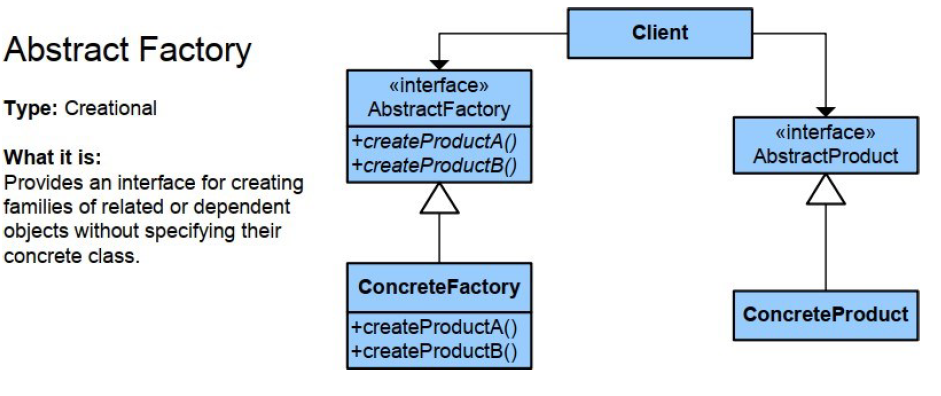 Abstract Factory
Type: Creational
What it is:
Provides an interface for creating
families of related or dependent
objects without specifying their
concrete class.
Client
«interface»
AbstractFactory
+createProductA()
+createProductB()
«interface»
AbstractProduct
ConcreteFactory
+createProductA()
+createProductB()
ConcreteProduct